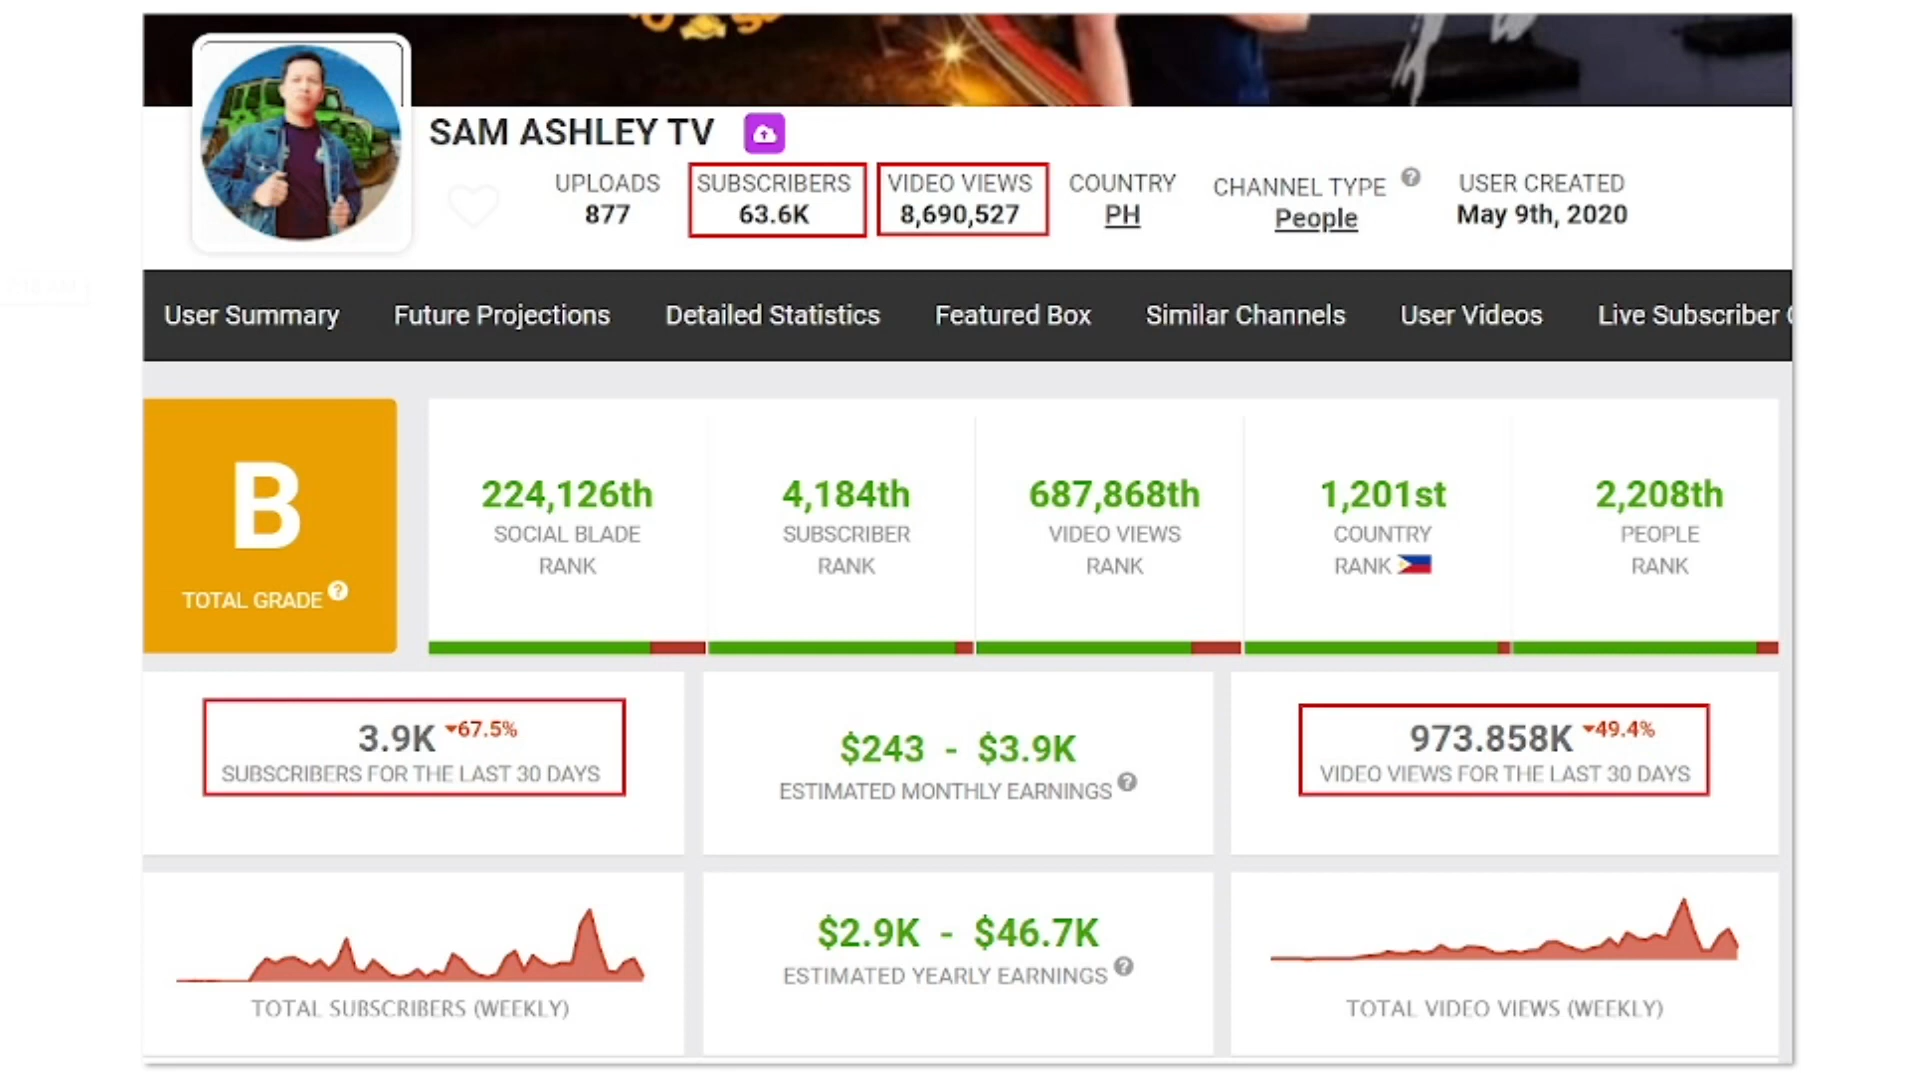 SAM ASHLEY TV
UPLOADS
877
SUBSCRIBERS
63.6K
VIDEO VIEWS
8,690,527
COUNTRY
PH
CHANNEL TYPE ?
People
USER CREATED
May 9th, 2020
User Summary Future Projections Detailed Statistics Featured Box Similar Channels User Videos Live Subscriber
B
TOTAL GRADE ?
224,126th
SOCIAL BLADE
RANK
4,184th
SUBSCRIBER
RANK
687,868th
VIDEO VIEWS
RANK
1,201st
COUNTRY
RANK
2,208th
PEOPLE
RANK
3.9K 67.5%
SUBSCRIBERS FOR THE LAST 30 DAYS
$243 - $3.9K
ESTIMATED MONTHLY EARNINGS ?
973.858K 49.4%
VIDEO VIEWS FOR THE LAST 30 DAYS
TOTAL SUBSCRIBERS (WEEKLY)
$2.9K - $46.7K
ESTIMATED YEARLY EARNINGS ?
TOTAL VIDEO VIEWS (WEEKLY)